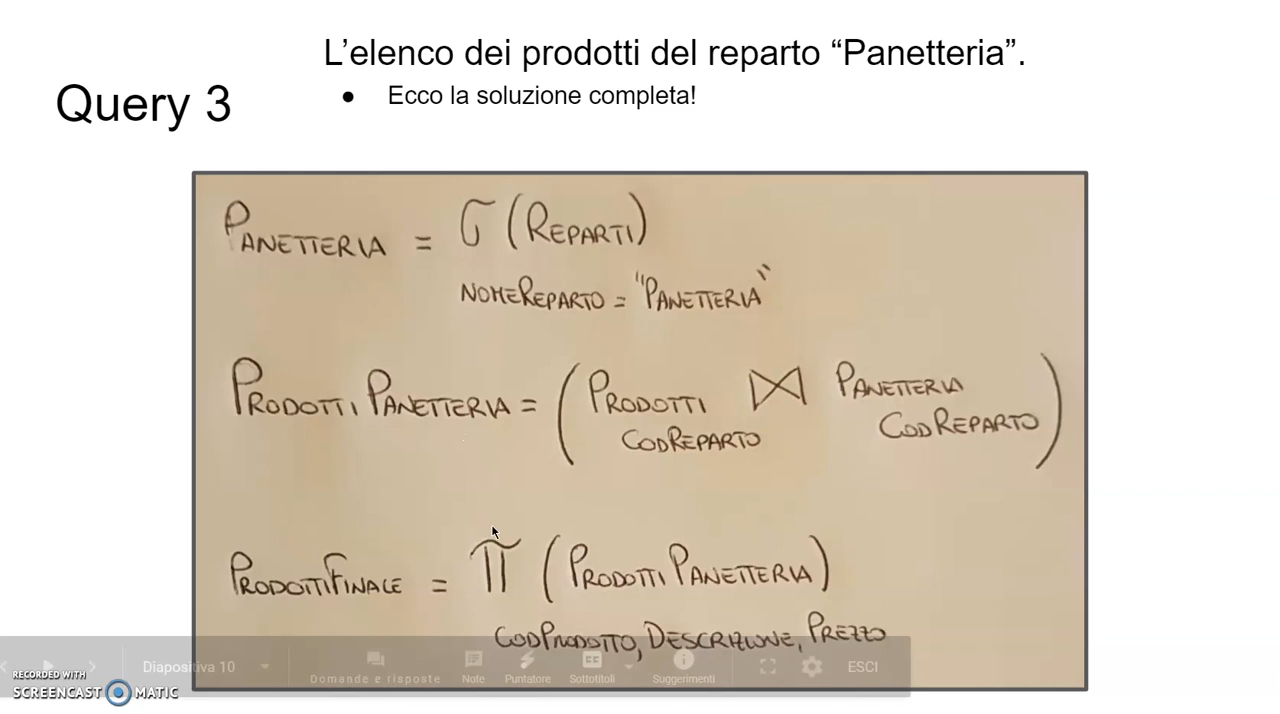 L’elenco dei prodotti del reparto “Panetteria”.
Query 3
● Ecco la soluzione completa!
PANETTERIA = σ (REPARTI)
NOMEREPARTO = "PANETTERIA"
PRODOTTIPANETTERIA = (PRODOTTI ⋈ PANETTERIA)
CODREPARTO CODREPARTO
PRODOTTIFINALE = π (PRODOTTIPANETTERIA)
CODPRODOTTO, DESCRIZIONE, PREZZO
Diapositiva 10
Domande e risposte
Note
Puntatore
CC
Sottotitoli
Suggerimenti
ESCI
RECORDED WITH
SCREENCAST MATIC